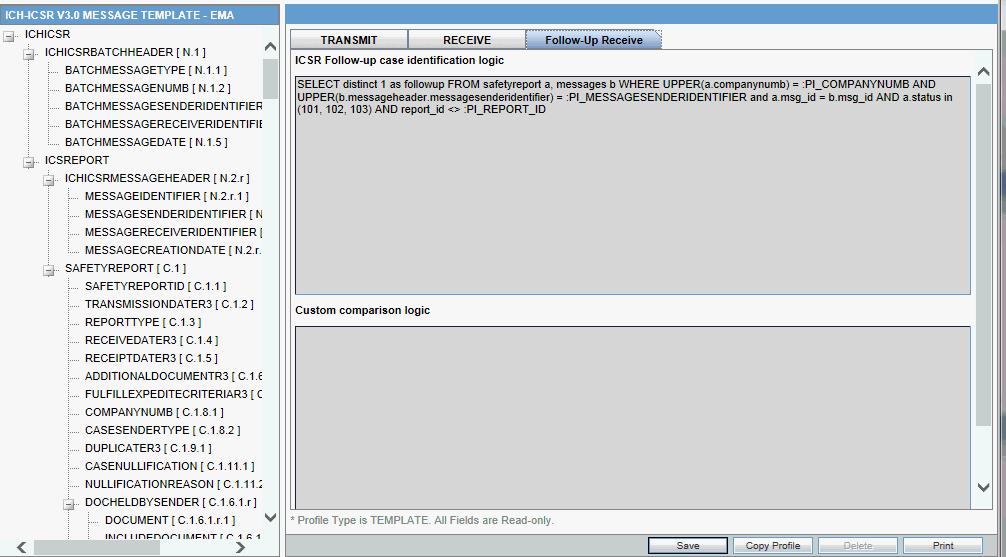 ICH-ICSR V3.0 MESSAGE TEMPLATE - EMA
ICHICSR
ICHICSRBATCHHEADER [ N.1 ]
BATCHMESSAGETYPE [ N.1.1 ]
BATCHMESSAGENUMB [ N.1.2 ]
BATCHMESSAGESENDERIDENTIFIER
BATCHMESSAGERECEIVERIDENTIFIE
BATCHMESSAGEDATE [ N.1.5 ]
ICSREPORT
ICHICSRMESSAGEHEADER [ N.2.r ]
MESSAGEIDENTIFIER [ N.2.r.1 ]
MESSAGESENDERIDENTIFIER [ N
MESSAGERECEIVERIDENTIFIER [
MESSAGECREATIONDATE [ N.2.r.
SAFETYREPORT [ C.1 ]
SAFETYREPORTID [ C.1.1 ]
TRANSMISSIONDATER3 [ C.1.2 ]
REPORTTYPE [ C.1.3 ]
RECEIVEDATER3 [ C.1.4 ]
RECEIPTDATER3 [ C.1.5 ]
ADDITIONALDOCUMENTR3 [ C.1.6
FULFILLEXPEDITECRITERIAR3 [ C
COMPANYNUMB [ C.1.8.1 ]
CASESENDERTYPE [ C.1.8.2 ]
DUPLICATER3 [ C.1.9.1 ]
CASENULLIFICATION [ C.1.11.1 ]
NULLIFICATIONREASON [ C.1.11.2
DOCHELDBYSENDER [ C.1.6.1.r ]
DOCUMENT [ C.1.6.1.r.1 ]
INCLUDEDOCUMENT [ C.1.6.1
TRANSMIT RECEIVE Follow-Up Receive
ICSR Follow-up case identification logic
SELECT distinct 1 as followup FROM safetyreport a, messages b WHERE UPPER(a.companynumb) = :PI_COMPANYNUMB AND
UPPER(b.messageheader.messagesenderidentifier) = :PI_MESSAGESENDERIDENTIFIER and a.msg_id = b.msg_id AND a.status in
(101, 102, 103) AND report_id <> :PI_REPORT_ID
Custom comparison logic
* Profile Type is TEMPLATE. All Fields are Read-only.
Save Copy Profile Delete Print